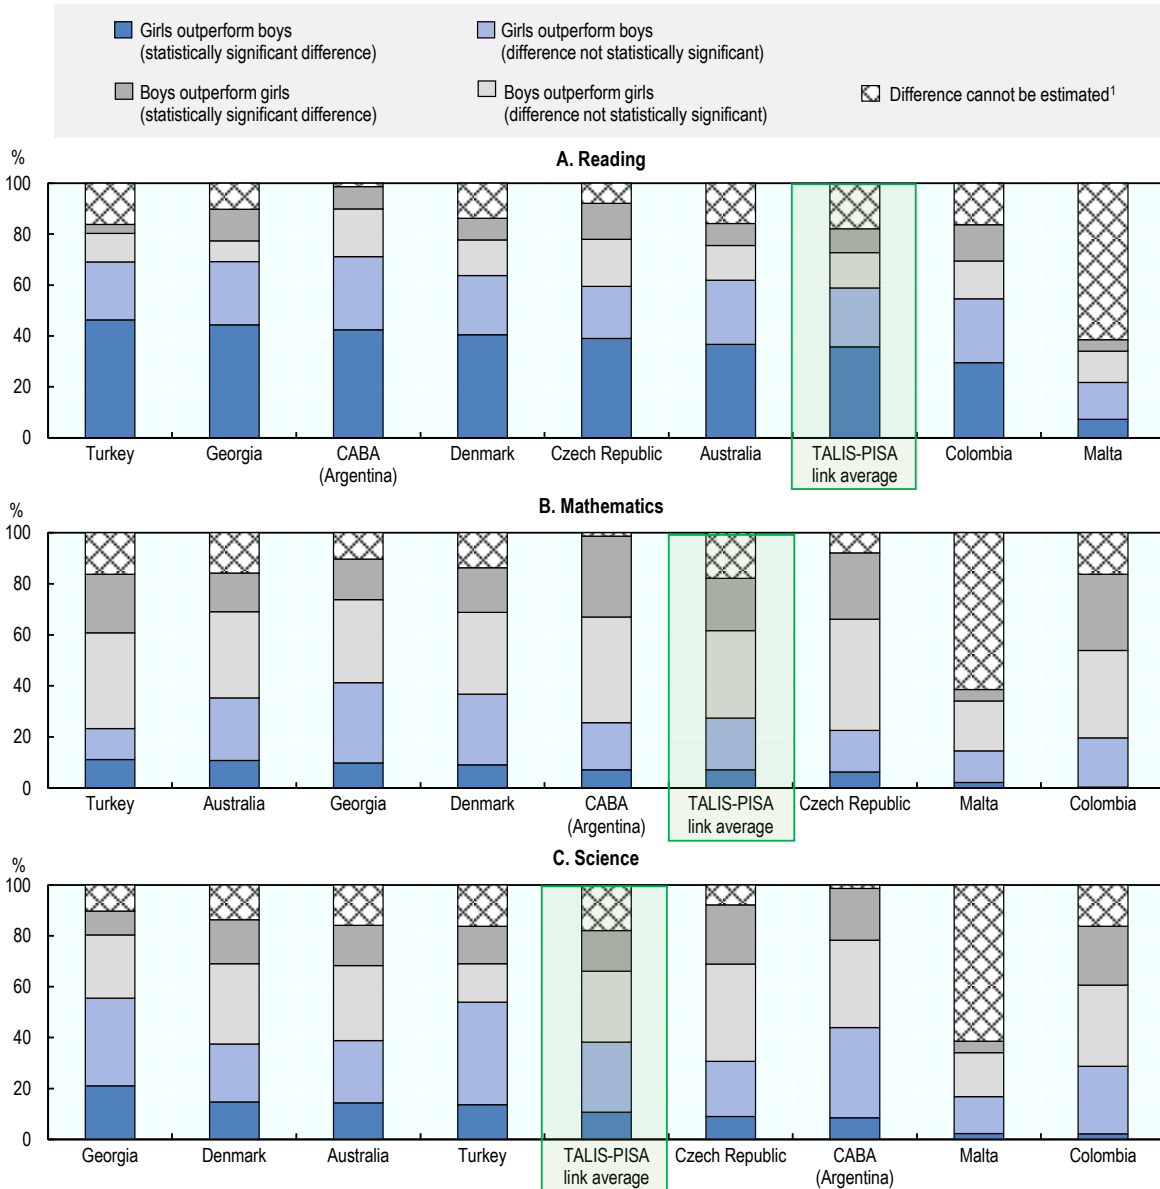 Girls outperform boys
(statistically significant difference)
Girls outperform boys
(difference not statistically significant)
Boys outperform girls
(statistically significant difference)
Boys outperform girls
(difference not statistically significant)
Difference cannot be estimated¹
%
A. Reading
100
80
60
40
20
0
Turkey
Georgia
CABA
(Argentina)
Denmark
Czech Republic
Australia
TALIS-PISA
link average
Colombia
Malta
B. Mathematics
100
80
60
40
20
0
Turkey
Australia
Georgia
Denmark
CABA
(Argentina)
TALIS-PISA
link average
Czech Republic
Malta
Colombia
%
C. Science
100
80
60
40
20
0
Georgia
Denmark
Australia
Turkey
TALIS-PISA
link average
Czech Republic
CABA
(Argentina)
Malta
Colombia